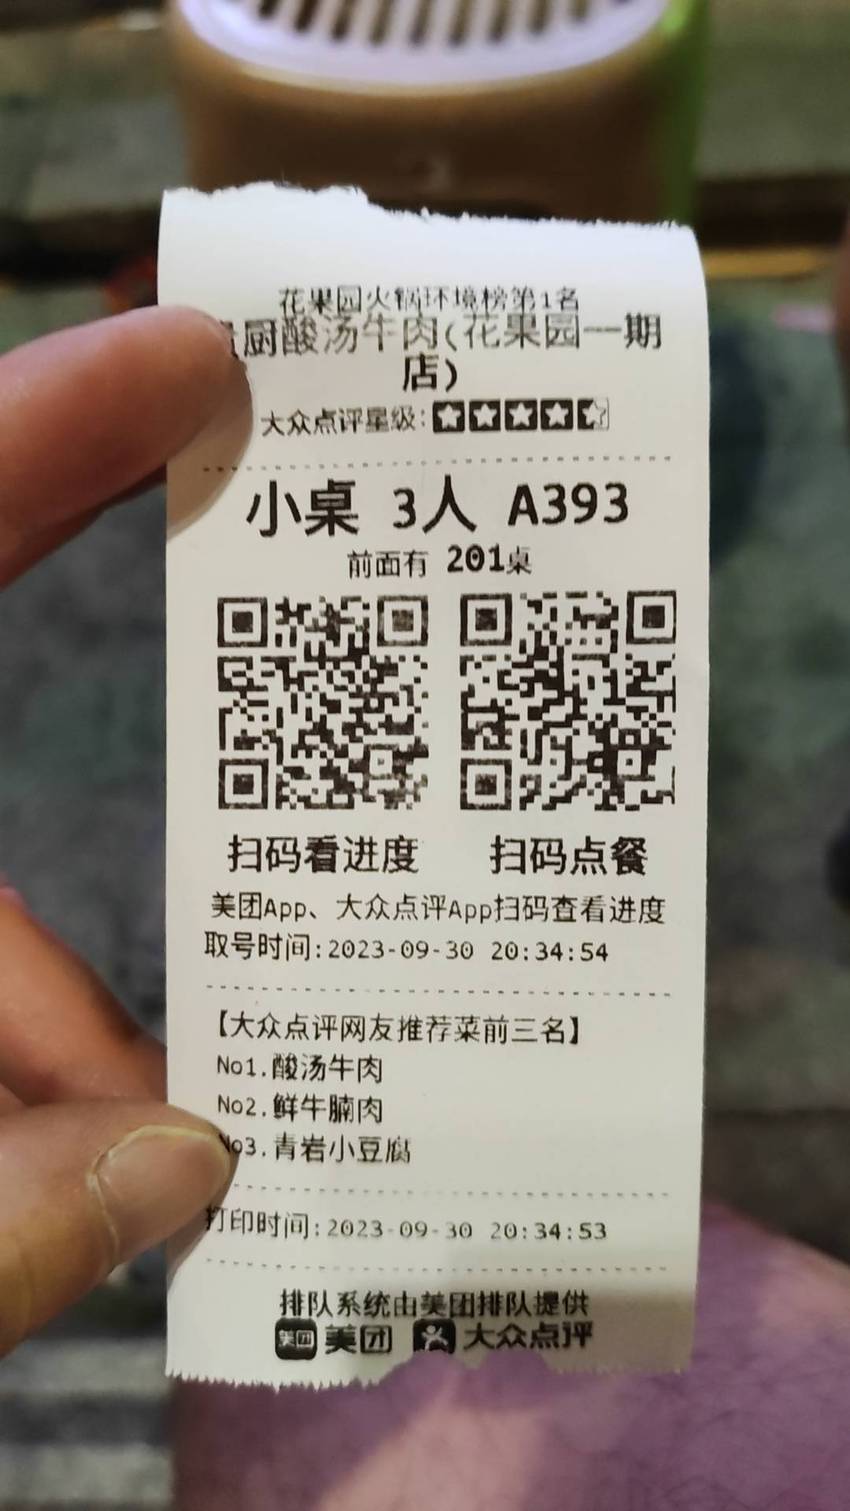 花果园火锅环境榜第1名
厨酸汤牛肉(花果园一期
店)
大众点评星级:
小桌 3人 A393
前面有 201桌
扫码看进度 扫码点餐
美团App、大众点评App扫码查看进度
取号时间:2023-09-30 20:34:54
【大众点评网友推荐菜前三名】
No1.酸汤牛肉
No2.鲜牛腩肉
No3.青岩小豆腐
打印时间:2023-09-30 20:34:53
排队系统由美团排队提供
美团 美团 大众点评